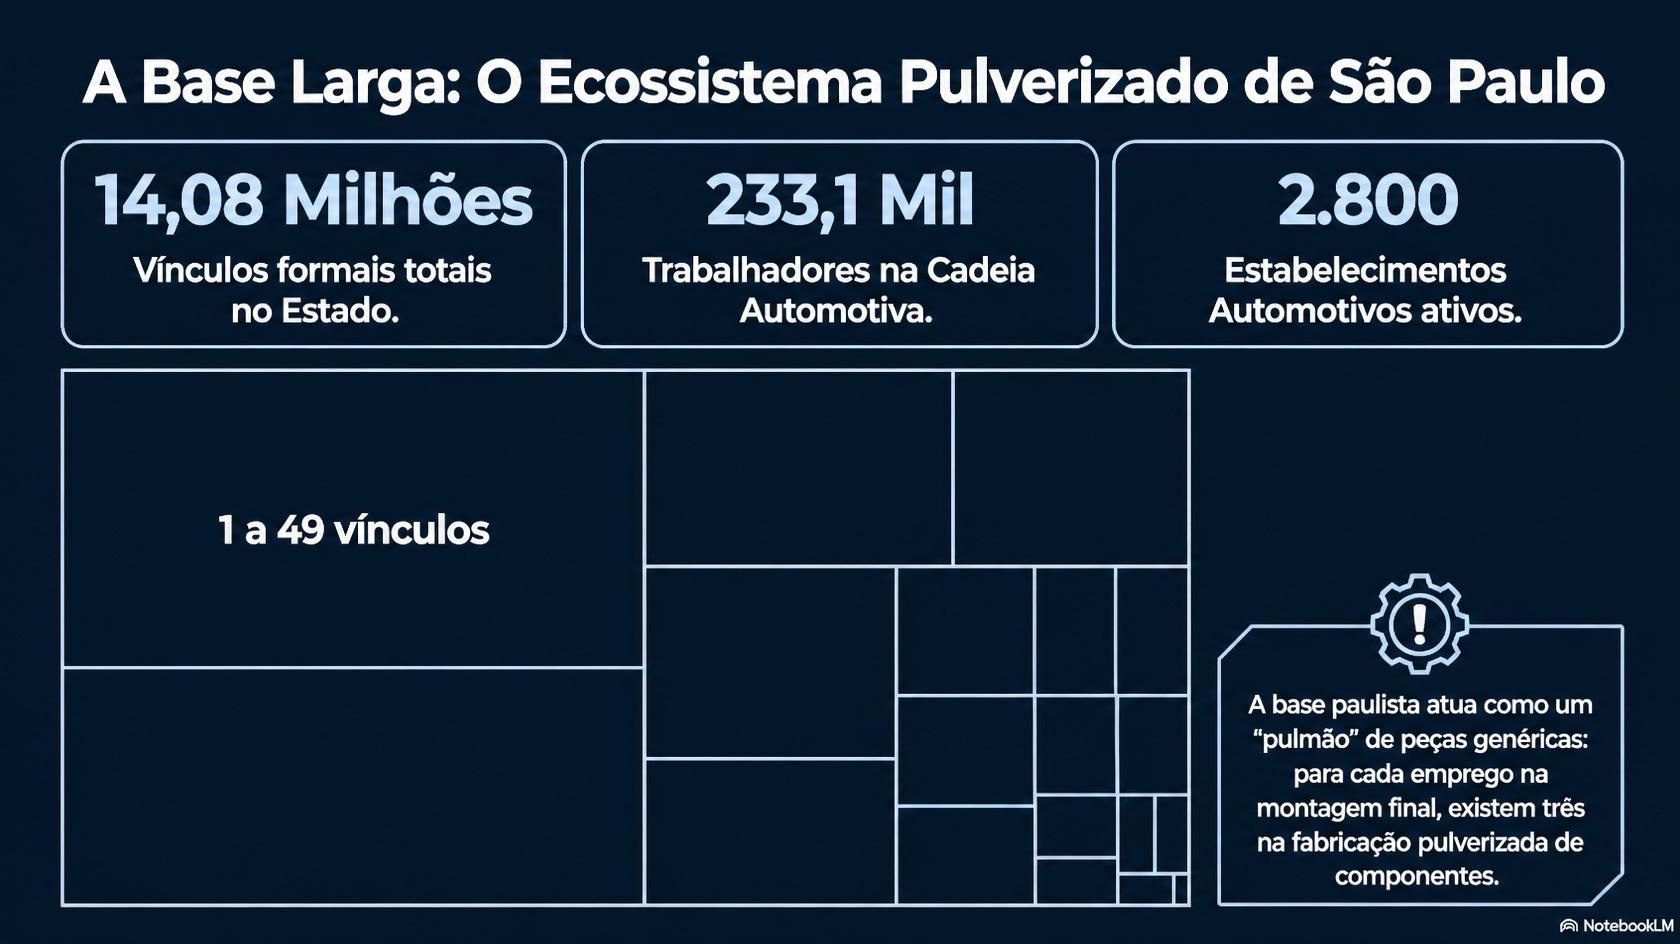 A Base Larga: O Ecossistema Pulverizado de São Paulo
14,08 Milhões
Vínculos formais totais
no Estado.
233,1 Mil
Trabalhadores na Cadeia
Automotiva.
2.800
Estabelecimentos
Automotivos ativos.
1 a 49 vínculos
A base paulista atua como um
“pulmão” de peças genéricas:
para cada emprego na
montagem final, existem três
na fabricação pulverizada de
componentes.
NotebookLM